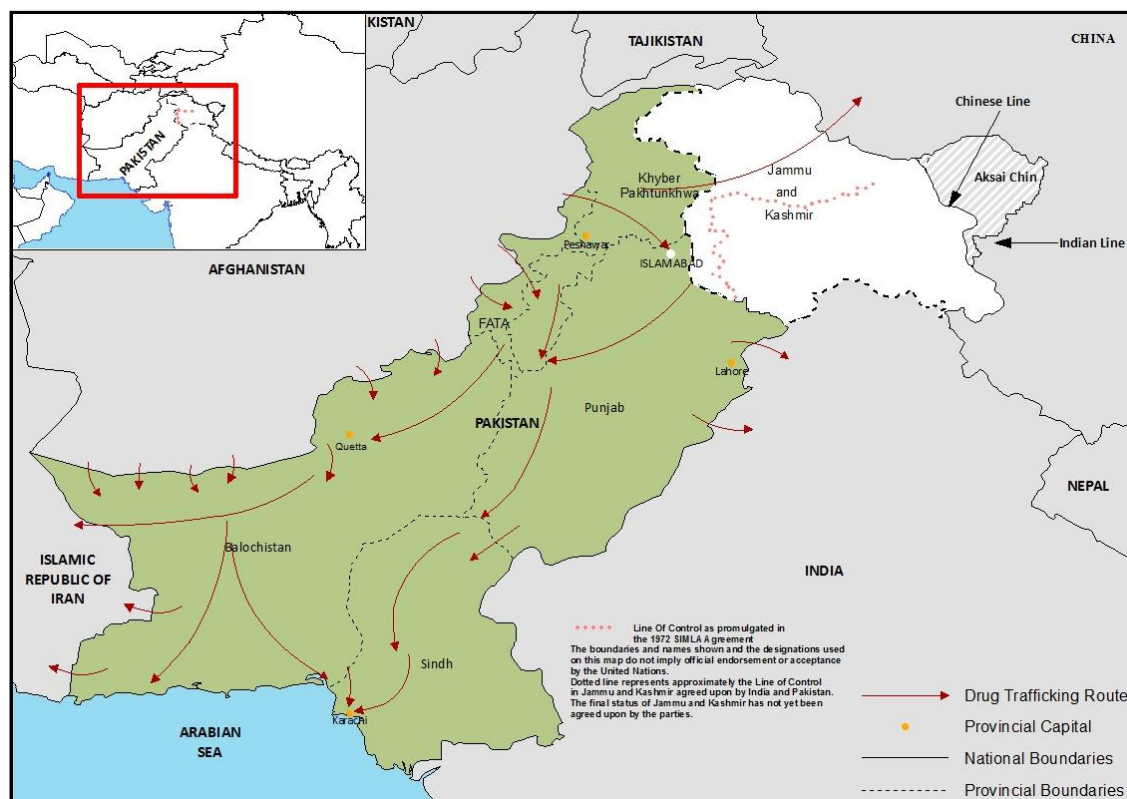 KISTAN
TAJIKISTAN
CHINA
PAKISTAN
Chinese Line
Aksai Chin
Indian Line
Khyber
Pakhtunkhwa
Jammu
and
Kashmir
Peshawar
ISLAMABAD
AFGHANISTAN
FATA
Lahore
PAKISTAN
Punjab
Quetta
NEPAL
Balochistan
ISLAMIC
REPUBLIC OF
IRAN
INDIA
Sindh
Karachi
ARABIAN
SEA
Line Of Control as promulgated in
the 1972 SIMLA Agreement
The boundaries and names shown and the designations used
on this map do not imply official endorsement or acceptance
by the United Nations.
Dotted line represents approximately the Line of Control
in Jammu and Kashmir agreed upon by India and Pakistan.
The final status of Jammu and Kashmir has not yet been
agreed upon by the parties.
Drug Trafficking Route
Provincial Capital
National Boundaries
Provincial Boundaries